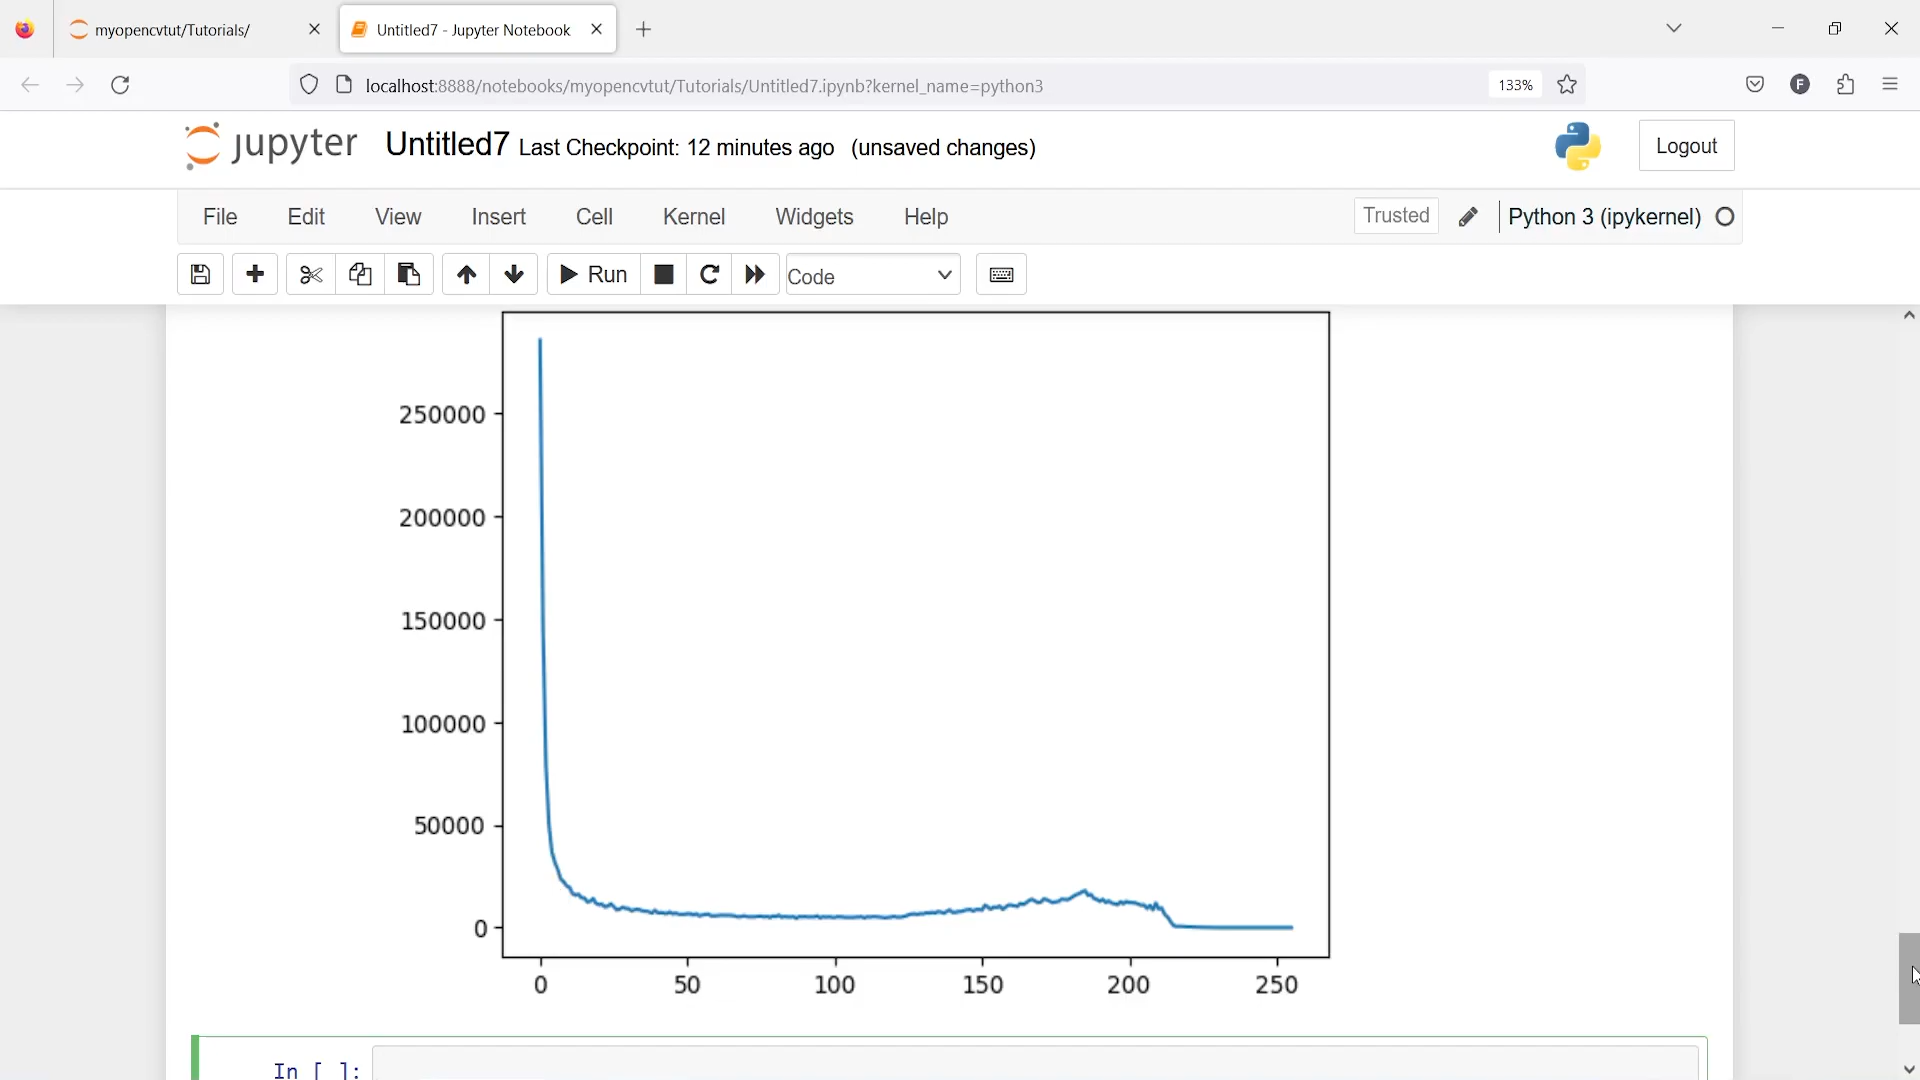 myopencvtut/Tutorials/
Untitled7 - Jupyter Notebook
localhost:8888/notebooks/myopencvtut/Tutorials/Untitled7.ipynb?kernel_name=python3
133%
F
jupyter Untitled7 Last Checkpoint: 12 minutes ago (unsaved changes)
Logout
File Edit View Insert Cell Kernel Widgets Help
Trusted
Python 3 (ipykernel)
Run
Code
250000
200000
150000
100000
50000
0
0 50 100 150 200 250
In [ ]: